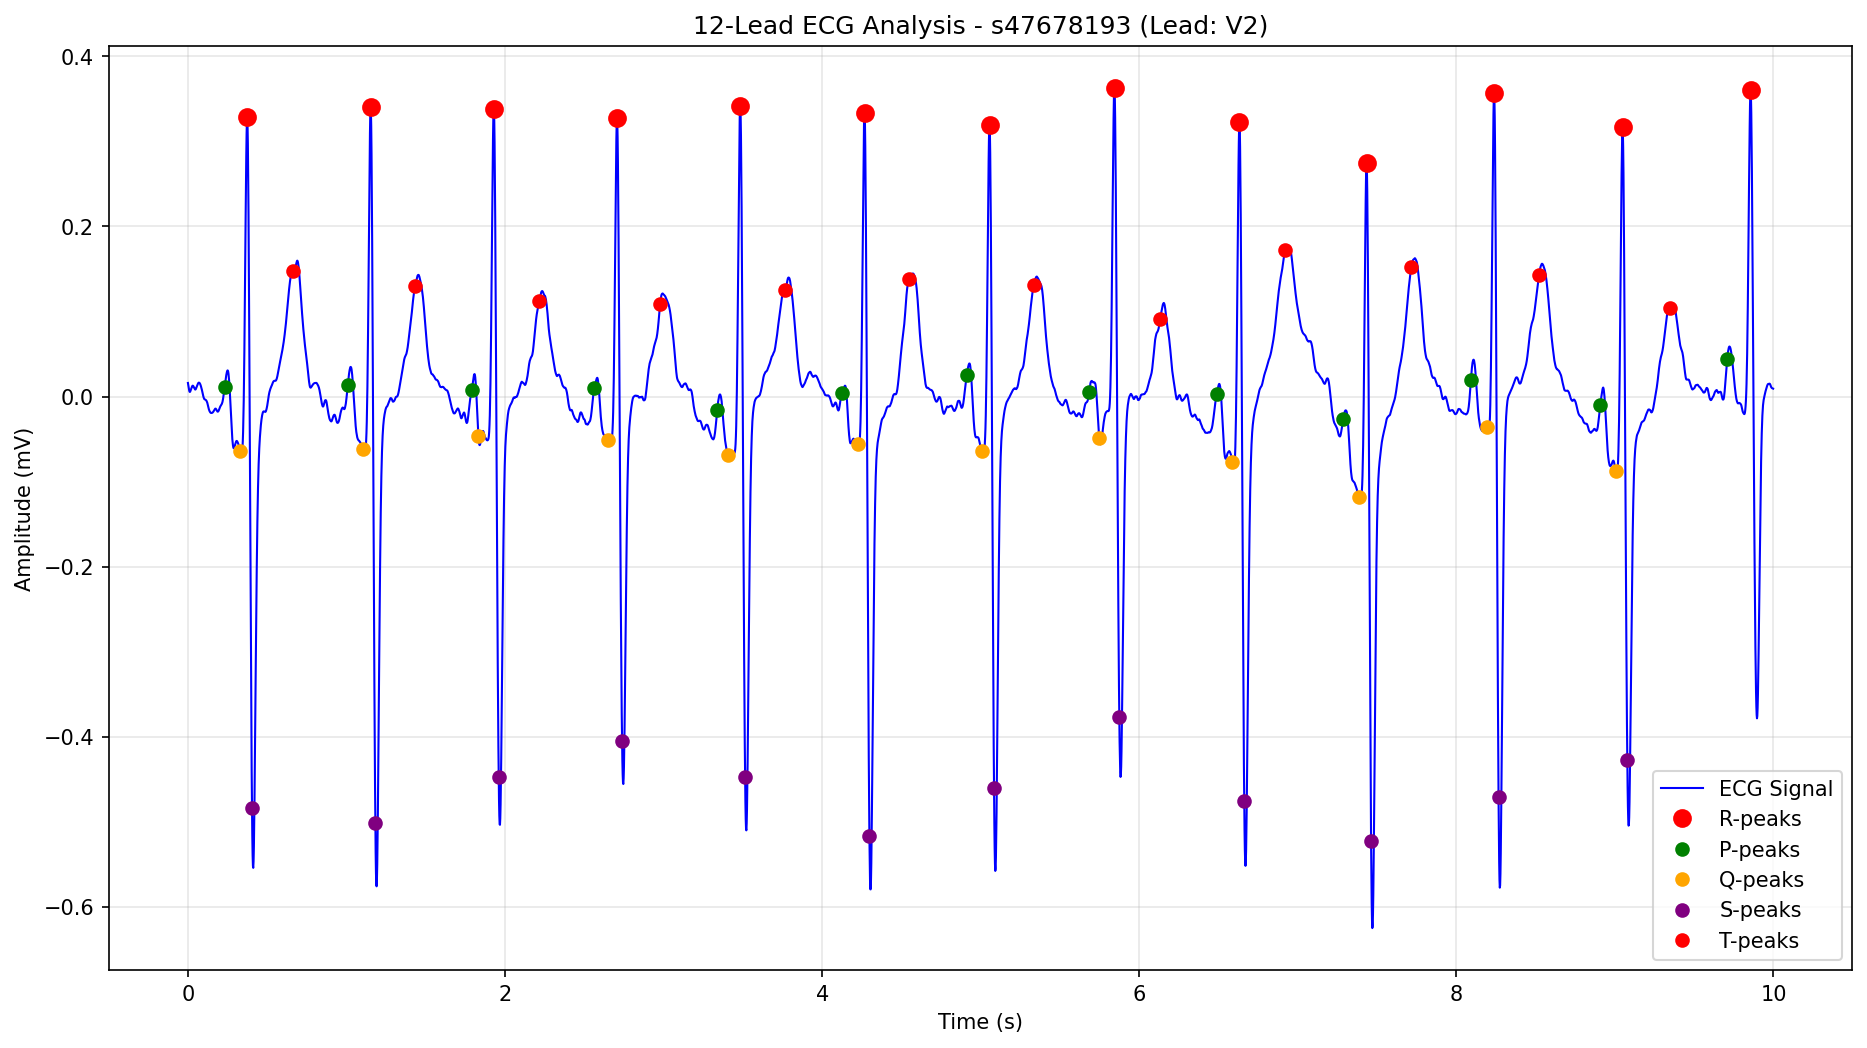 12-Lead ECG Analysis - s47678193 (Lead: V2)
Amplitude (mV)
0.4
0.2
0.0
−0.2
−0.4
−0.6
0 2 4 6 8 10
Time (s)
ECG Signal
R-peaks
P-peaks
Q-peaks
S-peaks
T-peaks